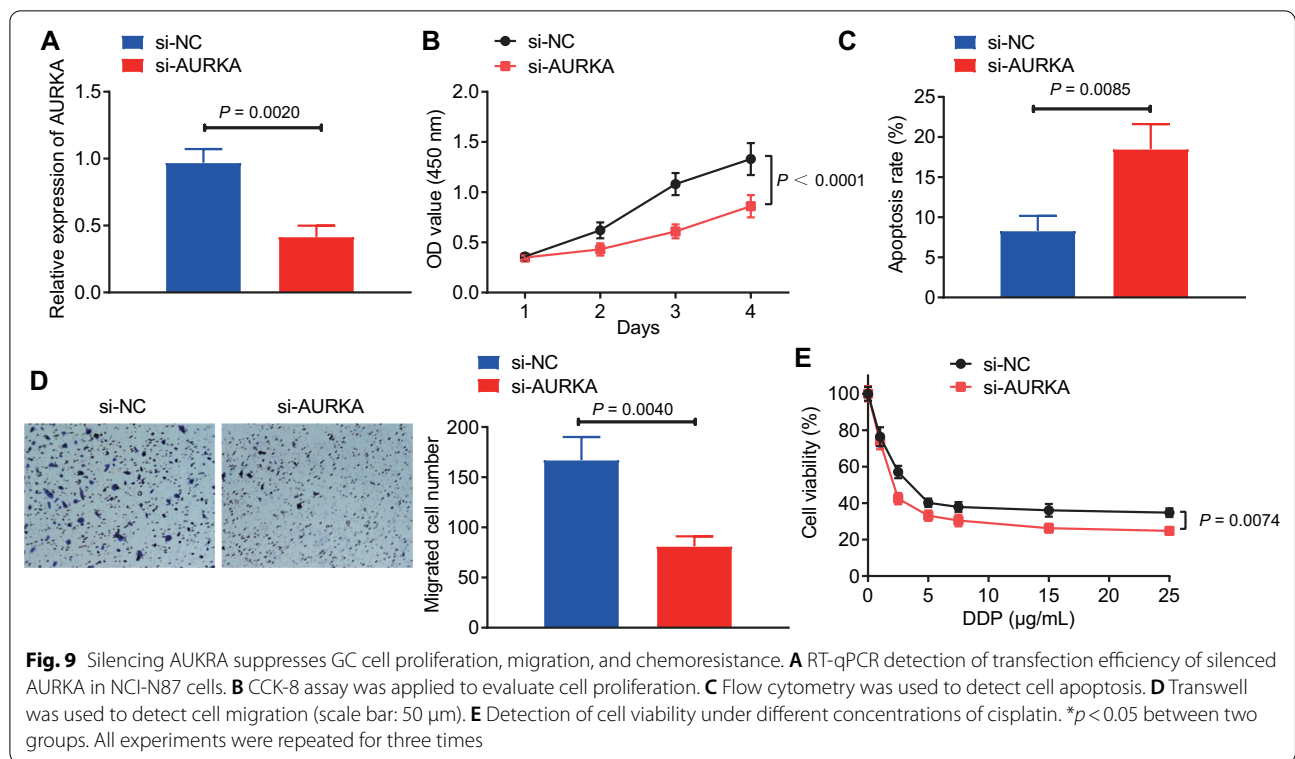 A
si-NC
si-AURKA
Relative expression of AURKA
1.5
1.0
0.5
0.0
P = 0.0020
B
si-NC
si-AURKA
OD value (450 nm)
2.0
1.5
1.0
0.5
0.0
1 2 3 4
Days
P < 0.0001
C
si-NC
si-AURKA
Apoptosis rate (%)
25
20
15
10
5
0
P = 0.0085
D
si-NC si-AURKA
si-NC
si-AURKA
Migrated cell number
200
150
100
50
0
P = 0.0040
E
si-NC
si-AURKA
Cell viability (%)
100
80
60
40
20
0
0 5 10 15 20 25
DDP (μg/mL)
P = 0.0074
Fig. 9 Silencing AUKRA suppresses GC cell proliferation, migration, and chemoresistance. A RT-qPCR detection of transfection efficiency of silenced
AURKA in NCI-N87 cells. B CCK-8 assay was applied to evaluate cell proliferation. C Flow cytometry was used to detect cell apoptosis. D Transwell
was used to detect cell migration (scale bar: 50 μm). E Detection of cell viability under different concentrations of cisplatin. *p < 0.05 between two
groups. All experiments were repeated for three times